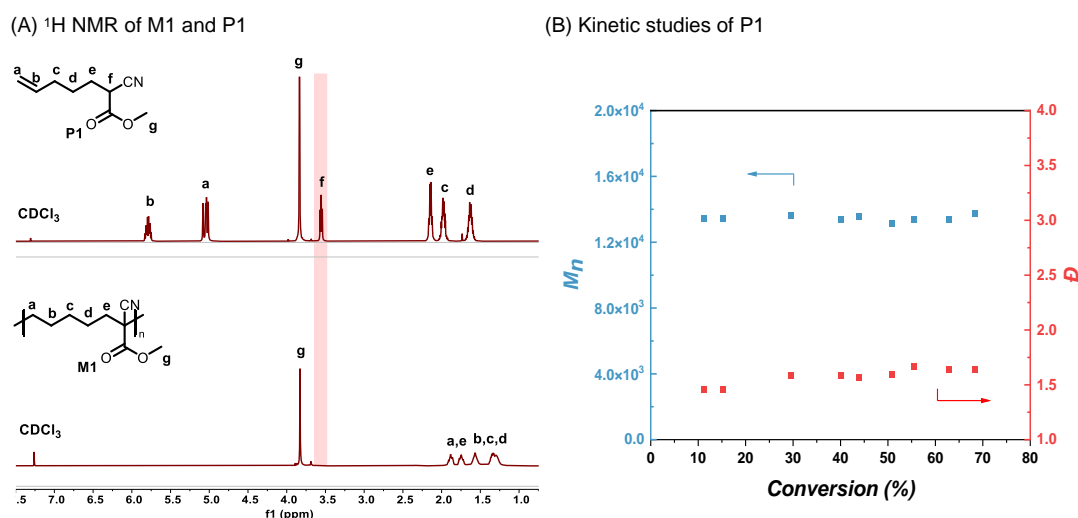 (A) ¹H NMR of M1 and P1
a
b
c
d
e
f
CN
O
O
g
P1
CDCl₃
b
a
g
f
e
c
d
a
b
c
d
e
CN
n
O
O
g
M1
CDCl₃
g
a,e
b,c,d
.5
7.0
6.5
6.0
5.5
5.0
4.5
4.0
3.5
3.0
2.5
2.0
1.5
1.0
f1 (ppm)
(B) Kinetic studies of P1
2.0×10⁴
1.6×10⁴
1.2×10⁴
8.0×10³
4.0×10³
0.0
Mn
4.0
3.5
3.0
2.5
2.0
1.5
1.0
Đ
0
10
20
30
40
50
60
70
80
Conversion (%)